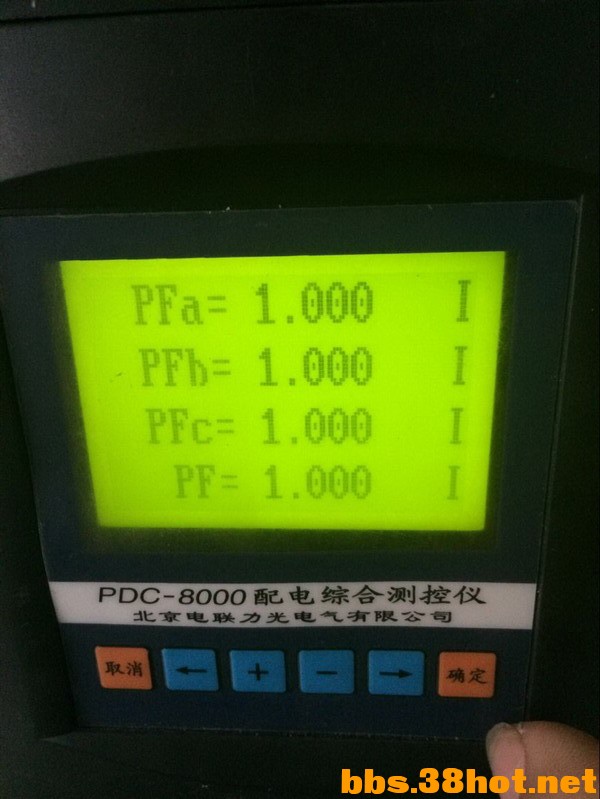 PFa= 1.000 I
PFb= 1.000 I
PFc= 1.000 I
PF= 1.000 I
PDC-8000配电综合测控仪
北京电联力光电气有限公司
取消 ← + − → 确定
bbs.38hot.net